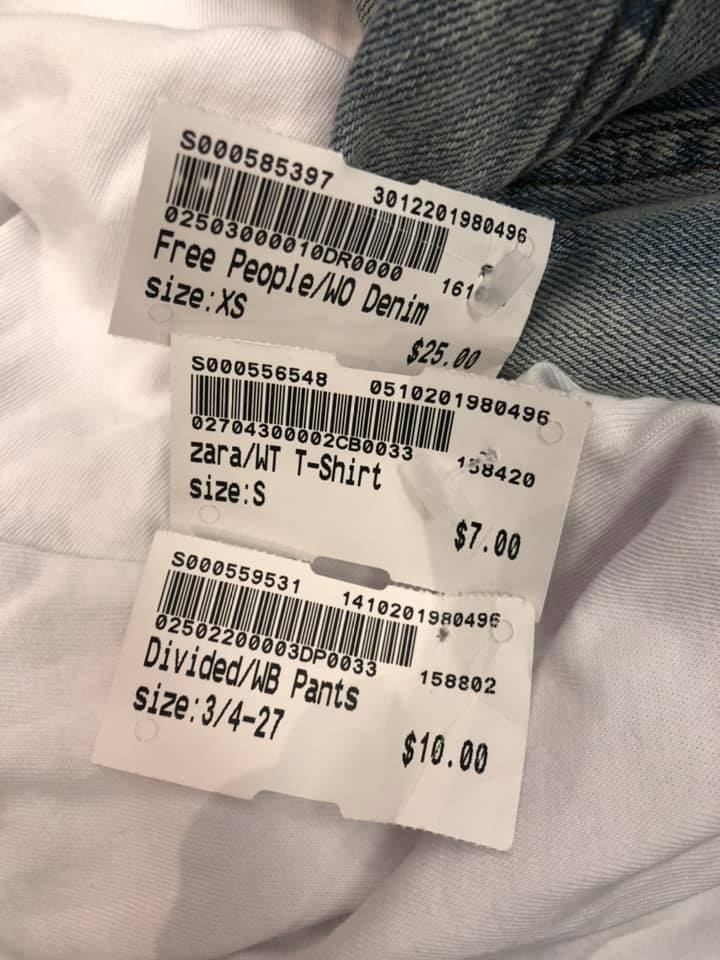 S000585397 3012201980496
02503000010DR0000 161
Free People/WO Denim
size:XS
$25.00
S000556548 0510201980496
02704300002CB0033 158420
zara/WT T-Shirt
size:S
$7.00
S000559531 1410201980496
02502200003DP0033 158802
Divided/WB Pants
size:3/4-27
$10.00